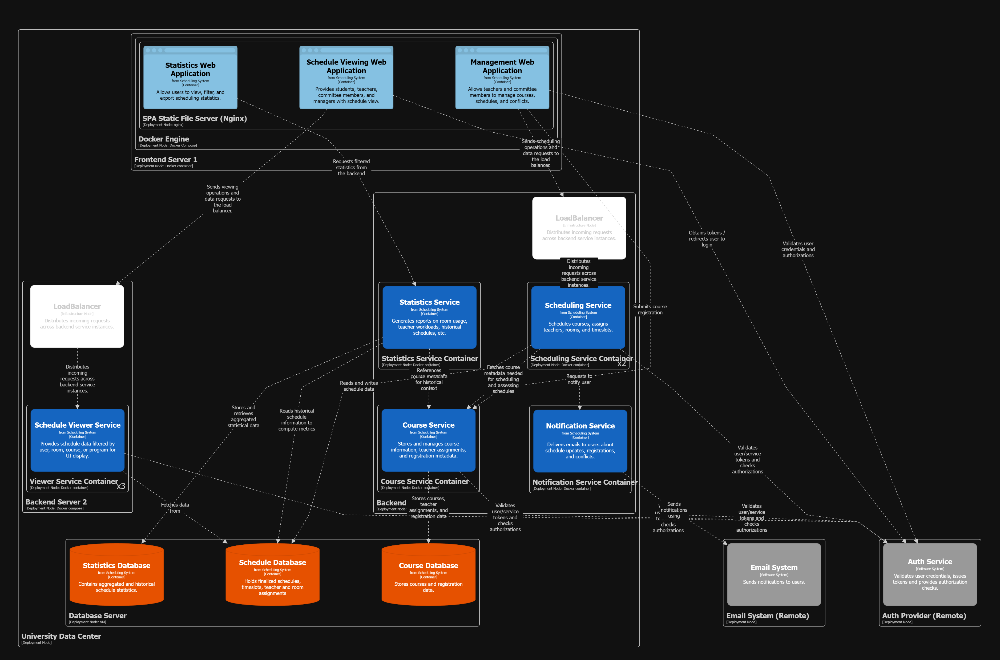 Statistics Web
Application
from Scheduling System
[Container]
Allows users to view, filter, and
export scheduling statistics.
Schedule Viewing Web
Application
from Scheduling System
[Container]
Provides students, teachers,
committee members, and
managers with schedule view.
Management Web
Application
from Scheduling System
[Container]
Allows teachers and committee
members to manage courses,
schedules, and conflicts.
SPA Static File Server (Nginx)
[Deployment Node: nginx]
Docker Engine
[Deployment Node: Docker Compose]
Frontend Server 1
[Deployment Node: Docker container]
Sends scheduling
operations and
data requests to
the load
balancer.
Requests filtered
statistics from
the backend
Sends viewing
operations and
data requests to
the load
balancer.
LoadBalancer
[Infrastructure Node]
Distributes incoming requests
across backend service instances.
Obtains tokens /
redirects user to
login
Validates user
credentials and
authorizations
Distributes
incoming
requests across
backend service
instances.
LoadBalancer
[Infrastructure Node]
Distributes incoming requests
across backend service instances.
Statistics Service
from Scheduling System
[Container]
Generates reports on room usage,
teacher workloads, historical
schedules, etc.
Scheduling Service
from Scheduling System
[Container]
Schedules courses, assigns
teachers, rooms, and timeslots.
Submits course
registration
Statistics Service Container
[Deployment Node: Docker container]
Scheduling Service Container
[Deployment Node: Docker container]
x2
Distributes
incoming
requests across
backend service
instances.
References
course metadata
for historical
context
Fetches course
metadata needed
for scheduling
and assessing
schedules
Requests to
notify user
Reads and writes
schedule data
Stores and
retrieves
aggregated
statistical data
Reads historical
schedule
information to
compute metrics
Schedule Viewer Service
from Scheduling System
[Container]
Provides schedule data filtered by
user, room, course, or program for
UI display.
Course Service
from Scheduling System
[Container]
Stores and manages course
information, teacher assignments,
and registration metadata.
Notification Service
from Scheduling System
[Container]
Delivers emails to users about
schedule updates, registrations,
and conflicts.
Validates
user/service
tokens and
checks
authorizations
Viewer Service Container
[Deployment Node: Docker container]
x3
Course Service Container
[Deployment Node: Docker container]
Notification Service Container
[Deployment Node: Docker container]
Backend Server 2
[Deployment Node: Docker compose]
Backend
[Deployment Node:
Fetches data
from
Stores courses,
teacher
assignments, and
registration data
Validates
user/service
tokens and
checks
authorizations
Sends
notifications
using
checks
authorizations
Validates
user/service
tokens and
checks
authorizations
Statistics Database
from Scheduling System
[Container]
Contains aggregated and historical
schedule statistics.
Schedule Database
from Scheduling System
[Container]
Holds finalized schedules,
timeslots, teacher and room
assignments
Course Database
from Scheduling System
[Container]
Stores courses and registration
data.
Email System
[Software System]
Sends notifications to users.
Auth Service
[Software System]
Validates user credentials, issues
tokens and provides authorization
checks.
Database Server
[Deployment Node: VM]
Email System (Remote)
[Deployment Node]
Auth Provider (Remote)
[Deployment Node]
University Data Center
[Deployment Node]